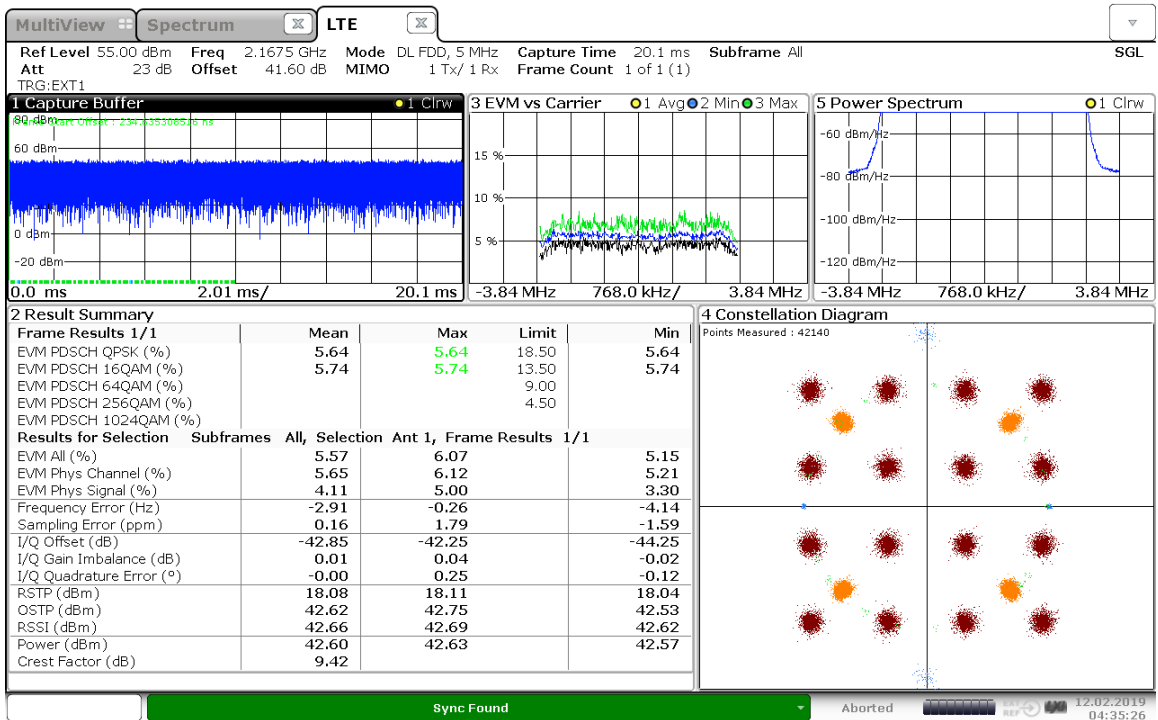 MultiView Spectrum LTE
Ref Level 55.00 dBm Freq 2.1675 GHz Mode DL FDD, 5 MHz Capture Time 20.1 ms Subframe All SGL
Att 23 dB Offset 41.60 dB MIMO 1 Tx/ 1 Rx Frame Count 1 of 1 (1)
TRG:EXT1
1 Capture Buffer 1 Clrw
80 dBm
Frame Start Offset : 234.635308516 ms
60 dBm
0 dBm
-20 dBm
0.0 ms 2.01 ms/ 20.1 ms
3 EVM vs Carrier 1 Avg 2 Min 3 Max
15 %
10 %
5 %
-3.84 MHz 768.0 kHz/ 3.84 MHz
5 Power Spectrum 1 Clrw
-60 dBm/Hz
-80 dBm/Hz
-100 dBm/Hz
-120 dBm/Hz
-3.84 MHz 768.0 kHz/ 3.84 MHz
2 Result Summary
Frame Results 1/1 Mean Max Limit Min
EVM PDSCH QPSK (%) 5.64 5.64 18.50 5.64
EVM PDSCH 16QAM (%) 5.74 5.74 13.50 5.74
EVM PDSCH 64QAM (%) 9.00
EVM PDSCH 256QAM (%) 4.50
EVM PDSCH 1024QAM (%)
Results for Selection Subframes All, Selection Ant 1, Frame Results 1/1
EVM All (%) 5.57 6.07 5.15
EVM Phys Channel (%) 5.65 6.12 5.21
EVM Phys Signal (%) 4.11 5.00 3.30
Frequency Error (Hz) -2.91 -0.26 -4.14
Sampling Error (ppm) 0.16 1.79 -1.59
I/Q Offset (dB) -42.85 -42.25 -44.25
I/Q Gain Imbalance (dB) 0.01 0.04 -0.02
I/Q Quadrature Error (°) -0.00 0.25 -0.12
RSTP (dBm) 18.08 18.11 18.04
OSTP (dBm) 42.62 42.75 42.53
RSSI (dBm) 42.66 42.69 42.62
Power (dBm) 42.60 42.63 42.57
Crest Factor (dB) 9.42
4 Constellation Diagram
Points Measured : 42140
Sync Found
Aborted
EXT
REF
LXI
12.02.2019
04:35:26